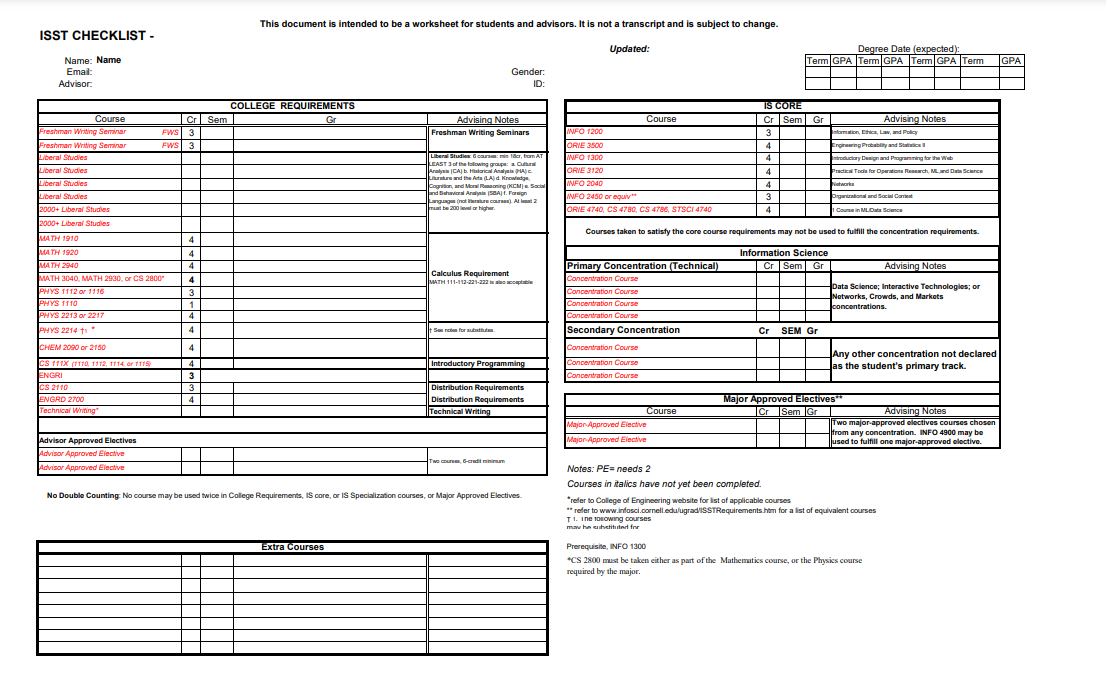 This document is intended to be a worksheet for students and advisors. It is not a transcript and is subject to change.
ISST CHECKLIST -
Updated:
Degree Date (expected):
Name: Name
Term GPA Term GPA Term GPA Term GPA
Email:
Gender:
Advisor:
ID:
COLLEGE REQUIREMENTS
Course Cr Sem Gr Advising Notes
Freshman Writing Seminar FWS 3 Freshman Writing Seminars
Freshman Writing Seminar FWS 3
Liberal Studies
Liberal Studies
Liberal Studies
Liberal Studies
2000+ Liberal Studies
2000+ Liberal Studies
Liberal Studies: 6 courses: min 18cr, from AT
LEAST 3 of the following groups: a. Cultural
Analysis (CA) b. Historical Analysis (HA) c.
Literature and the Arts (LA) d. Knowledge,
Cognition, and Moral Reasoning (KCM) e. Social
and Behavioral Analysis (SBA) f. Foreign
Languages (not literature courses). At least 2
must be 200 level or higher.
MATH 1910 4
MATH 1920 4
MATH 2940 4
MATH 3040, MATH 2930, or CS 2800* 4
Calculus Requirement
MATH 111-112-221-222 is also acceptable
PHYS 1112 or 1116 3
PHYS 1110 1
PHYS 2213 or 2217 4
PHYS 2214 †¹ * 4 † See notes for substitutes.
CHEM 2090 or 2150 4
CS 111X (1110, 1112, 1114, or 1115) 4 Introductory Programming
ENGRI 3
CS 2110 3 Distribution Requirements
ENGRD 2700 4 Distribution Requirements
Technical Writing* Technical Writing
Advisor Approved Electives
Advisor Approved Elective
Advisor Approved Elective
Two courses, 6-credit minimum
No Double Counting: No course may be used twice in College Requirements, IS core, or IS Specialization courses, or Major Approved Electives.
Extra Courses
IS CORE
Course Cr Sem Gr Advising Notes
INFO 1200 3 Information, Ethics, Law, and Policy
ORIE 3500 4 Engineering Probability and Statistics II
INFO 1300 4 Introductory Design and Programming for the Web
ORIE 3120 4 Practical Tools for Operations Research, ML,and Data Science
INFO 2040 4 Networks
INFO 2450 or equiv** 3 Organizational and Social Context
ORIE 4740, CS 4780, CS 4786, STSCI 4740 4 1 Course in ML/Data Science
Courses taken to satisfy the core course requirements may not be used to fulfill the concentration requirements.
Information Science
Primary Concentration (Technical) Cr Sem Gr Advising Notes
Concentration Course
Concentration Course
Concentration Course
Concentration Course
Data Science; Interactive Technologies; or
Networks, Crowds, and Markets
concentrations.
Secondary Concentration Cr SEM Gr
Concentration Course
Concentration Course
Concentration Course
Any other concentration not declared
as the student's primary track.
Major Approved Electives**
Course Cr Sem Gr Advising Notes
Major-Approved Elective
Major-Approved Elective
Two major-approved electives courses chosen
from any concentration. INFO 4900 may be
used to fulfill one major-approved elective.
Notes: PE= needs 2
Courses in italics have not yet been completed.
*refer to College of Engineering website for list of applicable courses
** refer to www.infosci.cornell.edu/ugrad/ISSTRequirements.htm for a list of equivalent courses
† 1. The following courses
may be substituted for
Prerequisite, INFO 1300
*CS 2800 must be taken either as part of the Mathematics course, or the Physics course
required by the major.